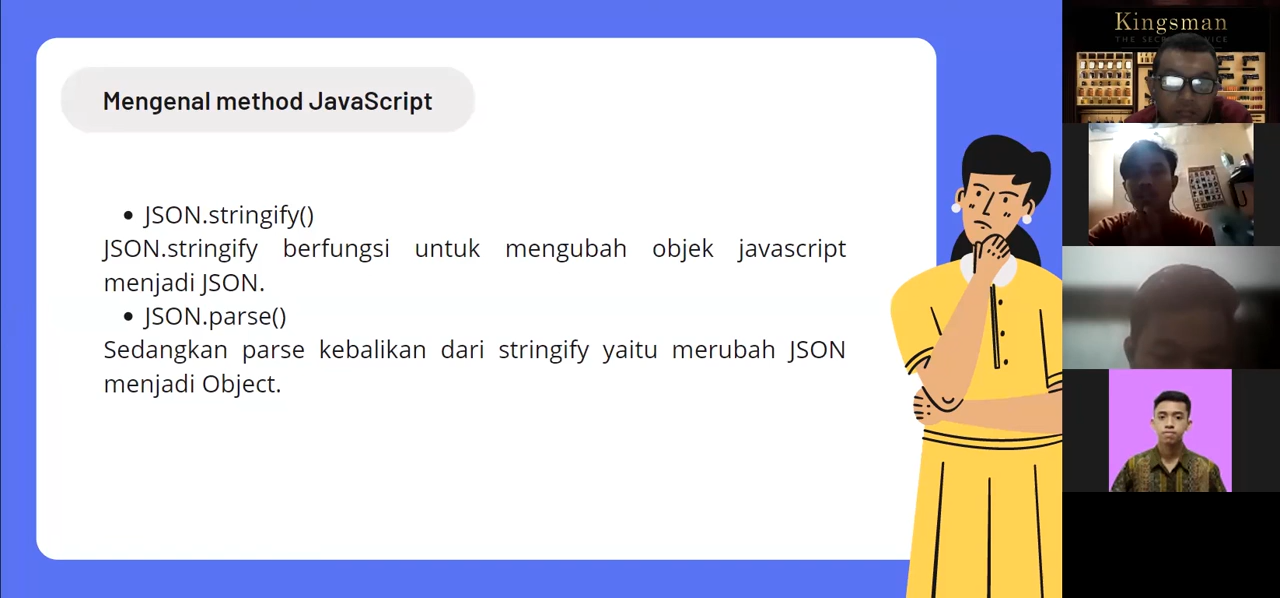 Mengenal method JavaScript
• JSON.stringify()
JSON.stringify berfungsi untuk mengubah objek javascript
menjadi JSON.
• JSON.parse()
Sedangkan parse kebalikan dari stringify yaitu merubah JSON
menjadi Object.
Kingsman